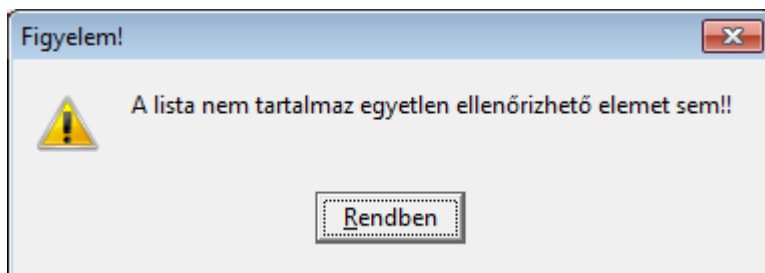 Figyelem!
A lista nem tartalmaz egyetlen ellenőrizhető elemet sem!!
Rendben